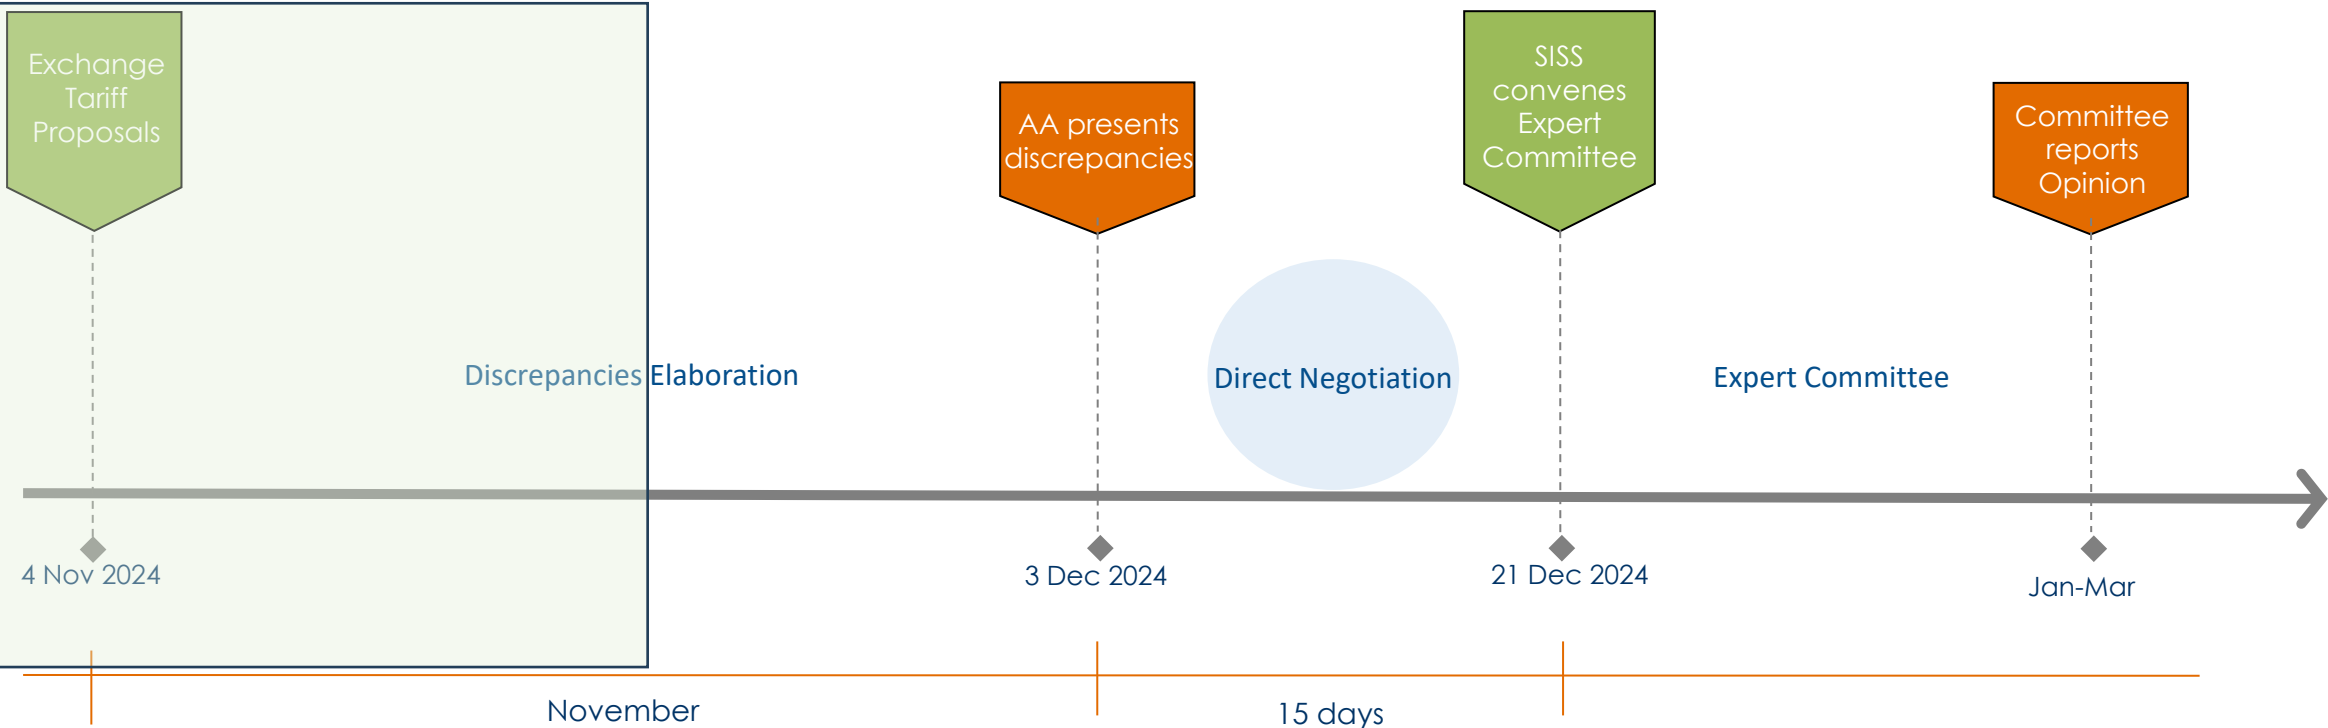 Exchange
Tariff
Proposals
AA presents
discrepancies
SISS
convenes
Expert
Committee
Committee
reports
Opinion
Discrepancies Elaboration
Direct Negotiation
Expert Committee
4 Nov 2024
3 Dec 2024
21 Dec 2024
Jan-Mar
November
15 days